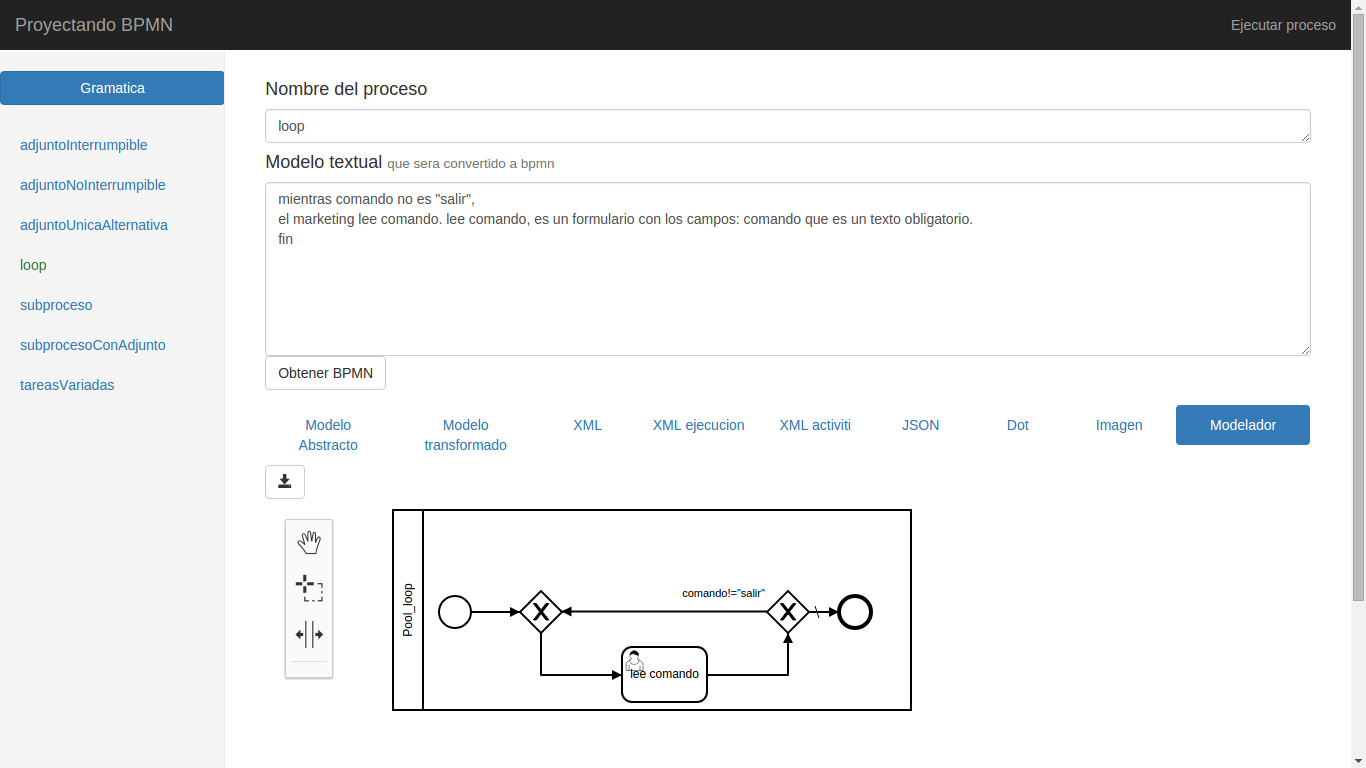 Proyectando BPMN
Ejecutar proceso
Gramatica
adjuntoInterrumpible
adjuntoNoInterrumpible
adjuntoUnicaAlternativa
loop
subproceso
subprocesoConAdjunto
tareasVariadas
Nombre del proceso
loop
Modelo textual que sera convertido a bpmn
mientras comando no es "salir",
el marketing lee comando. lee comando, es un formulario con los campos: comando que es un texto obligatorio.
fin
Obtener BPMN
Modelo
Abstracto
Modelo
transformado
XML
XML ejecucion
XML activiti
JSON
Dot
Imagen
Modelador
Pool_loop
comando!="salir"
lee comando